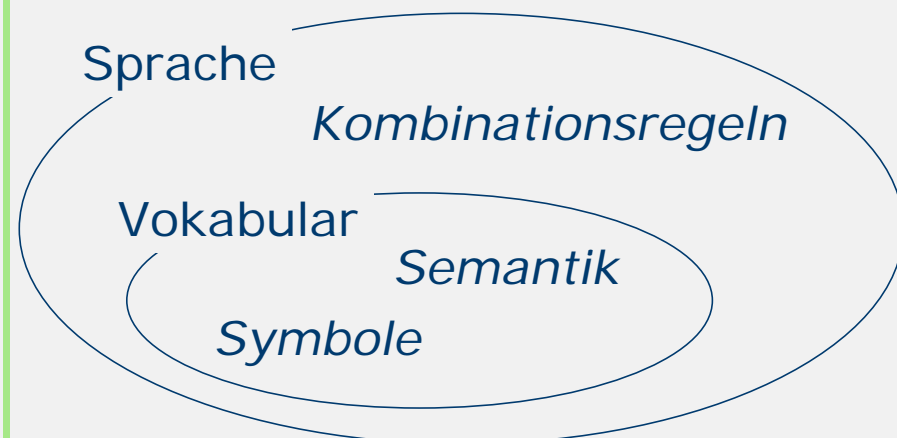 Sprache
Kombinationsregeln
Vokabular
Semantik
Symbole